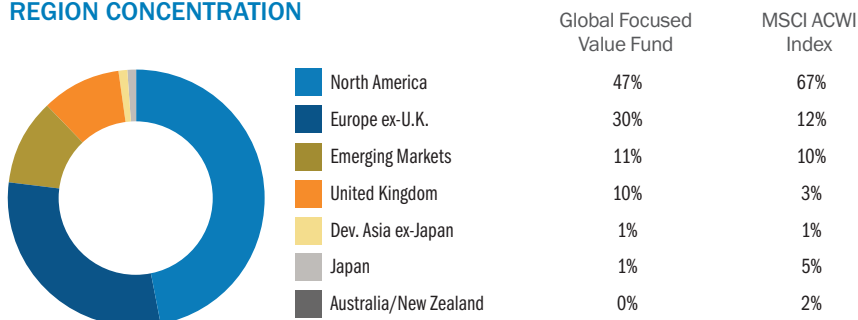 REGION CONCENTRATION
Global Focused Value Fund
MSCI ACWI Index
North America 47% 67%
Europe ex-U.K. 30% 12%
Emerging Markets 11% 10%
United Kingdom 10% 3%
Dev. Asia ex-Japan 1% 1%
Japan 1% 5%
Australia/New Zealand 0% 2%